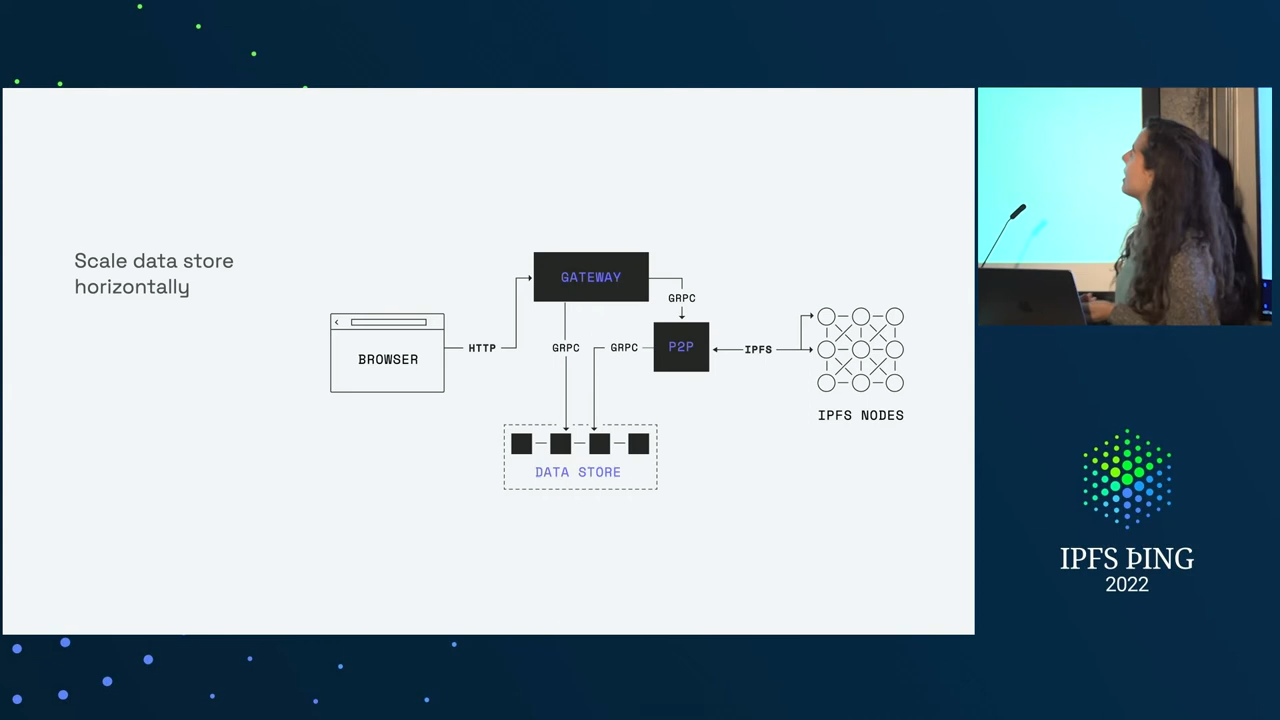 Scale data store
horizontally
GATEWAY
GRPC
BROWSER
HTTP
GRPC
GRPC
P2P
IPFS
IPFS NODES
DATA STORE
IPFS ÞING
2022